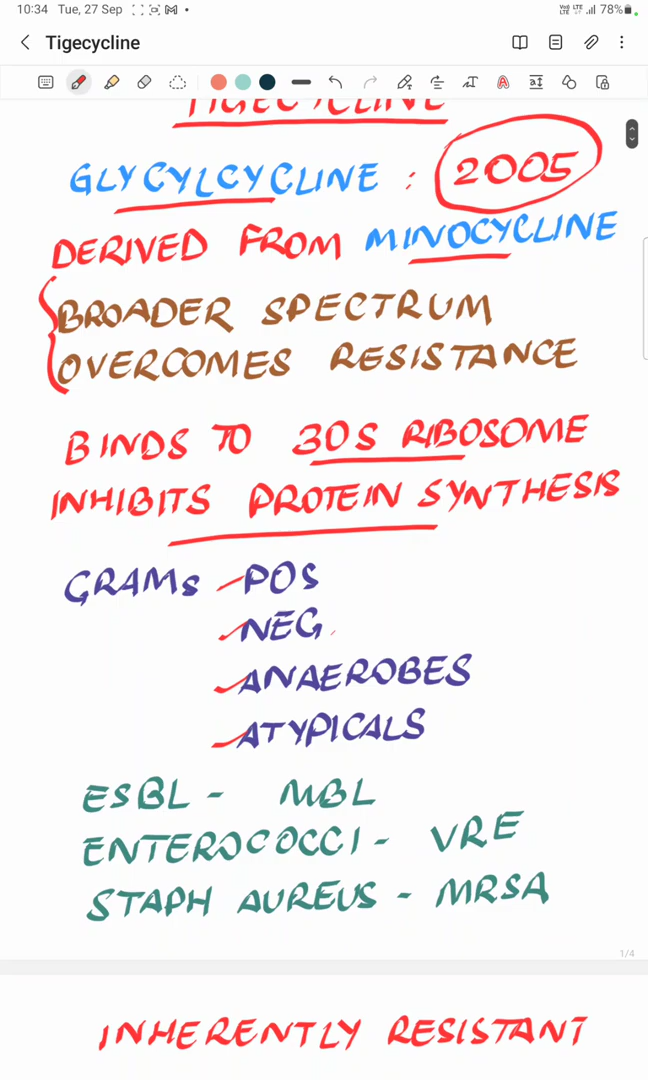 10:34 Tue, 27 Sep
78%
Tigecycline
TIGECYCLINE
GLYCYLCYCLINE : 2005
DERIVED FROM MINOCYCLINE
BROADER SPECTRUM
OVERCOMES RESISTANCE
BINDS TO 30S RIBOSOME
INHIBITS PROTEIN SYNTHESIS
GRAMS - POS
- NEG
- ANAEROBES
- ATYPICALS
ESBL - MBL
ENTEROCOCCI - VRE
STAPH AUREUS - MRSA
1/4
INHERENTLY RESISTANT